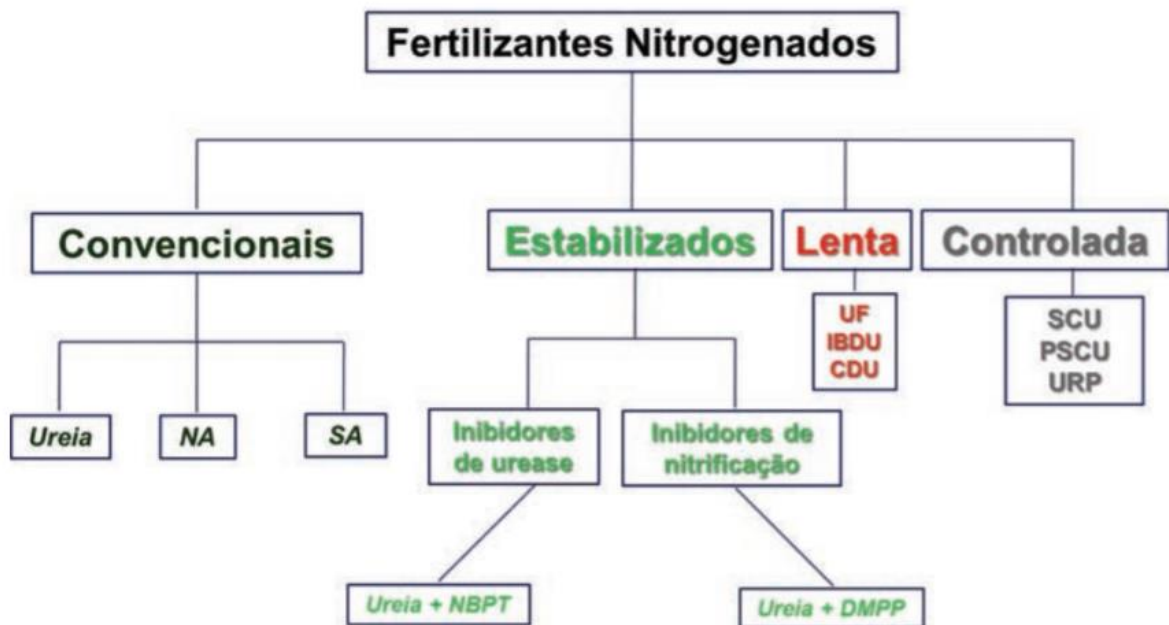 Fertilizantes Nitrogenados
Convencionais
Estabilizados
Lenta
Controlada
UF
IBDU
CDU
SCU
PSCU
URP
Ureia
NA
SA
Inibidores
de urease
Inibidores de
nitrificação
Ureia + NBPT
Ureia + DMPP